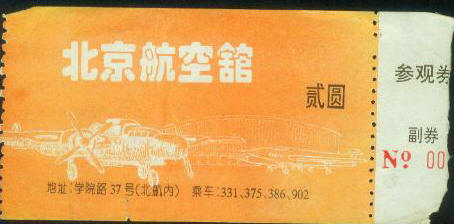 北京航空舘
贰圆
地址:学院路37号(北航内) 乘车:331,375,386,902
参观券
副券
Nº 00